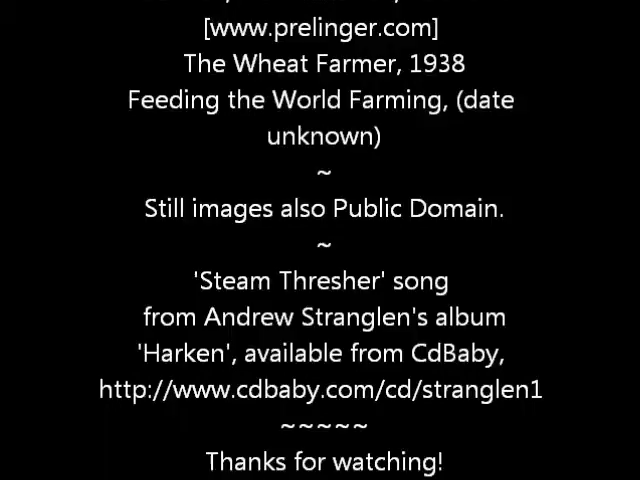 [www.prelinger.com]
The Wheat Farmer, 1938
Feeding the World Farming, (date
unknown)
~
Still images also Public Domain.
~
'Steam Thresher' song
from Andrew Stranglen's album
'Harken', available from CdBaby,
http://www.cdbaby.com/cd/stranglen1
~~~~~
Thanks for watching!